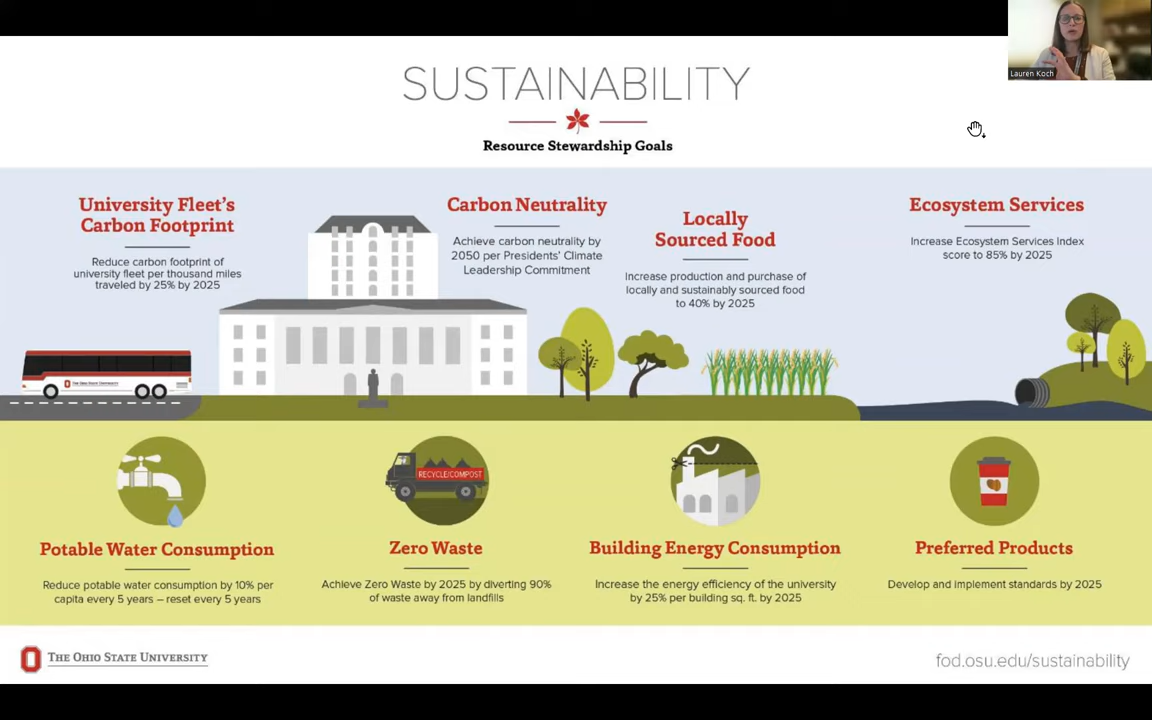 Lauren Koch
SUSTAINABILITY
Resource Stewardship Goals
University Fleet's
Carbon Footprint
Reduce carbon footprint of
university fleet per thousand miles
traveled by 25% by 2025
Carbon Neutrality
Achieve carbon neutrality by
2050 per Presidents' Climate
Leadership Commitment
Locally
Sourced Food
Increase production and purchase of
locally and sustainably sourced food
to 40% by 2025
Ecosystem Services
Increase Ecosystem Services Index
score to 85% by 2025
THE OHIO STATE UNIVERSITY
RECYCLE/COMPOST
Potable Water Consumption
Reduce potable water consumption by 10% per
capita every 5 years – reset every 5 years
Zero Waste
Achieve Zero Waste by 2025 by diverting 90%
of waste away from landfills
Building Energy Consumption
Increase the energy efficiency of the university
by 25% per building sq. ft. by 2025
Preferred Products
Develop and implement standards by 2025
THE OHIO STATE UNIVERSITY
fod.osu.edu/sustainability